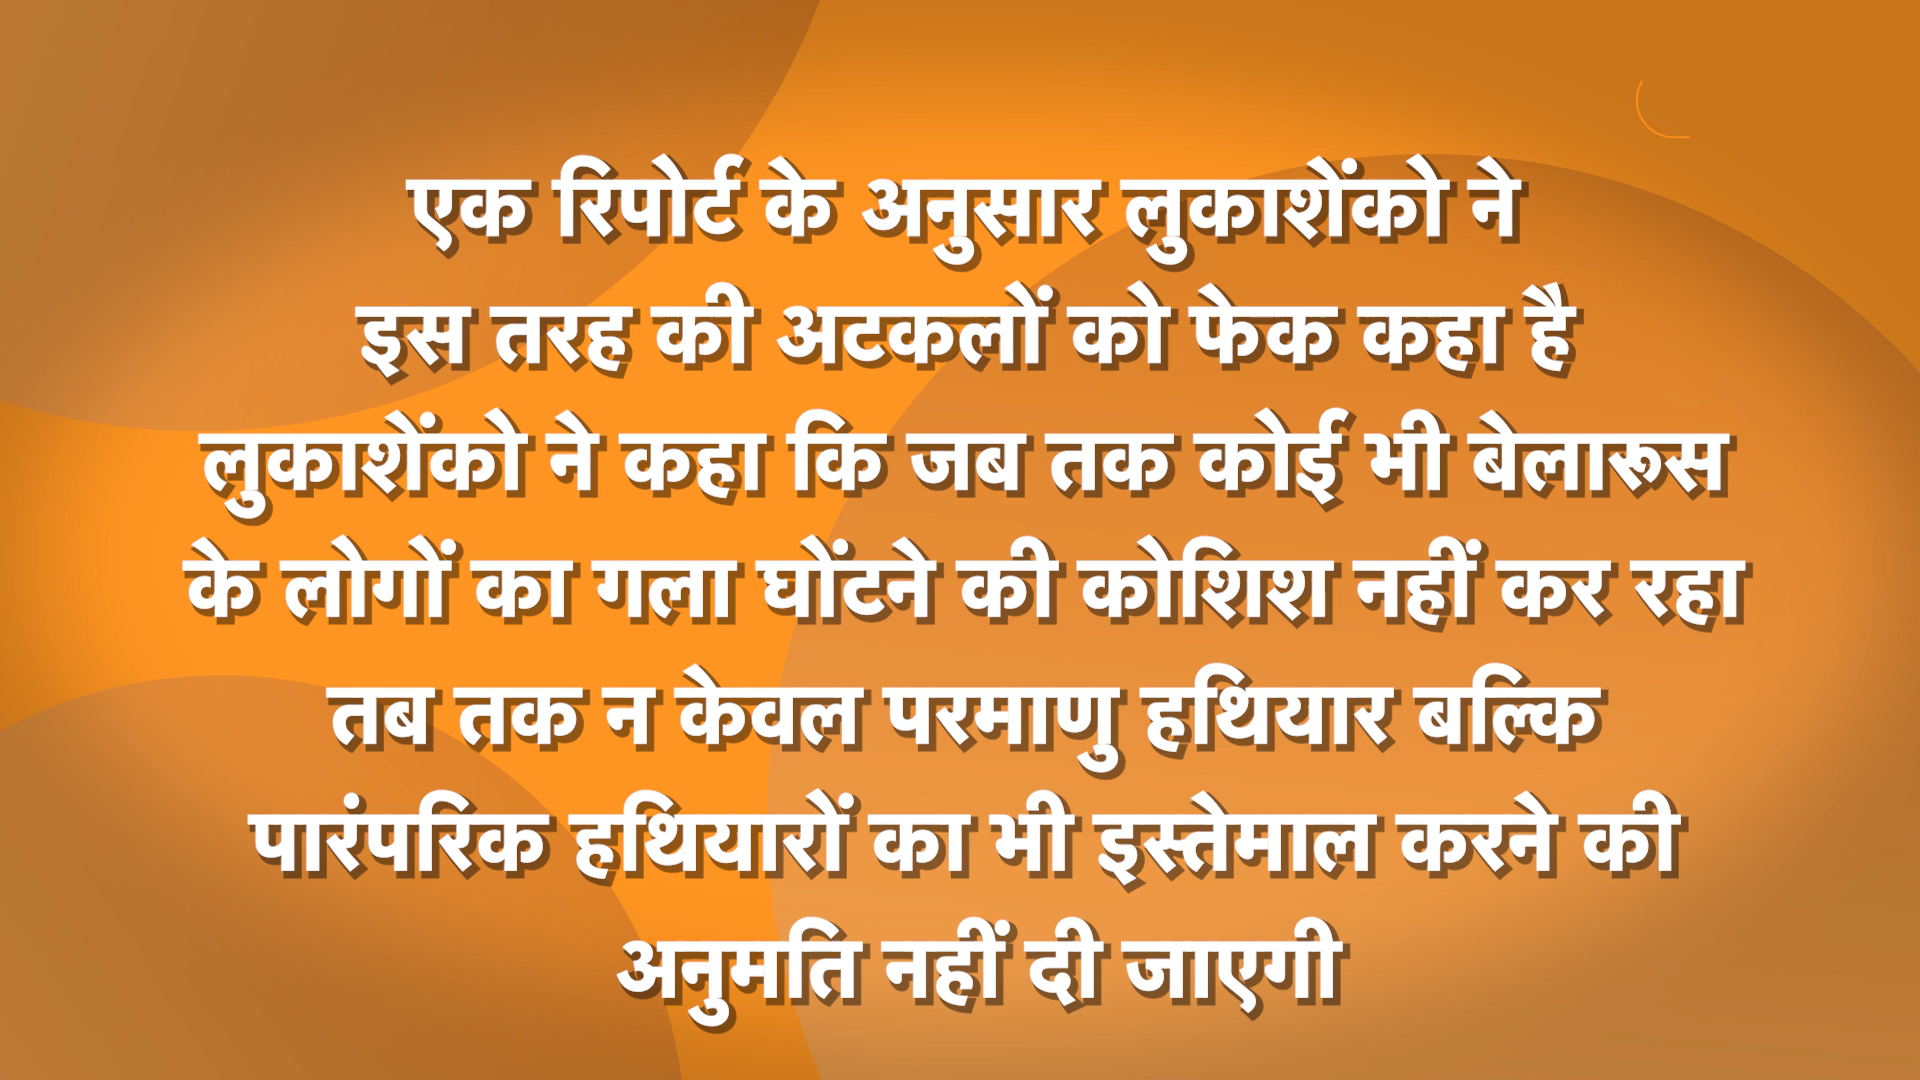 एक रिपोर्ट के अनुसार लुकाशेंको ने
इस तरह की अटकलों को फेक कहा है
लुकाशेंको ने कहा कि जब तक कोई भी बेलारूस
के लोगों का गला घोंटने की कोशिश नहीं कर रहा
तब तक न केवल परमाणु हथियार बल्कि
पारंपरिक हथियारों का भी इस्तेमाल करने की
अनुमति नहीं दी जाएगी